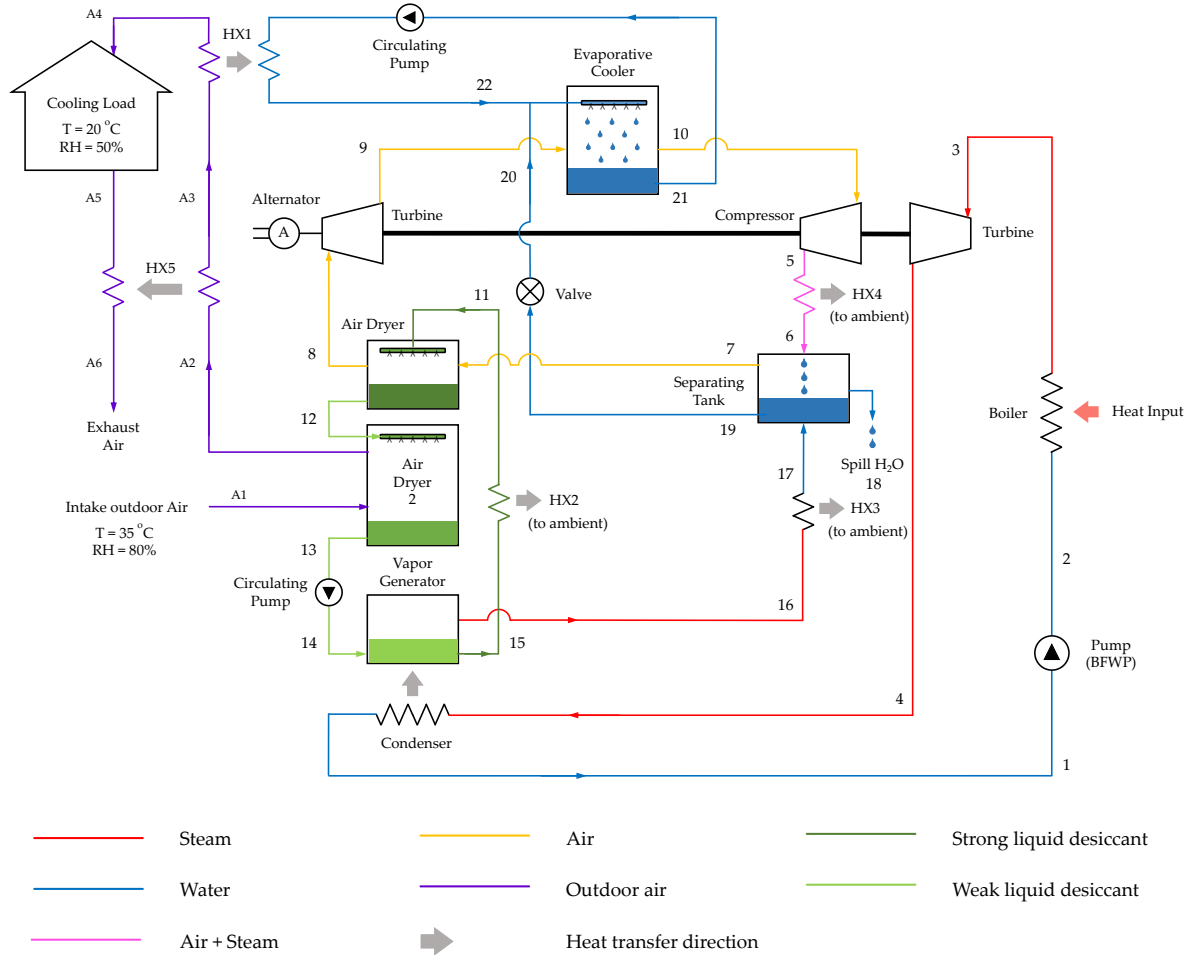 A4
HX1
Circulating
Pump
Evaporative
Cooler
Cooling Load
T = 20 °C
RH = 50%
22
9
10
3
A5
A3
20
21
Alternator
A
Turbine
Compressor
Turbine
5
HX5
HX4
(to ambient)
11
Valve
Air Dryer
8
7
6
A6
A2
Separating
Tank
Boiler
Heat Input
Exhaust
Air
12
19
Air
Dryer
2
Spill H₂O
18
17
Intake outdoor Air
A1
T = 35 °C
RH = 80%
HX2
(to ambient)
HX3
(to ambient)
13
Vapor
Generator
2
Circulating
Pump
16
14
15
Pump
(BFWP)
4
Condenser
1
Steam
Air
Strong liquid desiccant
Water
Outdoor air
Weak liquid desiccant
Air + Steam
Heat transfer direction